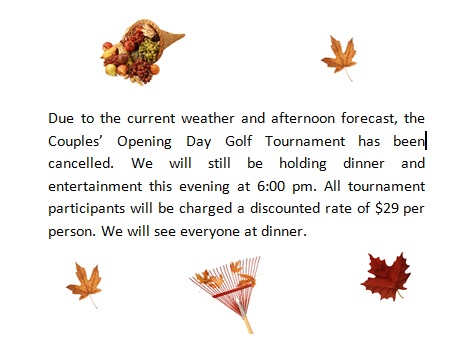 Due to the current weather and afternoon forecast, the
Couples’ Opening Day Golf Tournament has been
cancelled. We will still be holding dinner and
entertainment this evening at 6:00 pm. All tournament
participants will be charged a discounted rate of $29 per
person. We will see everyone at dinner.